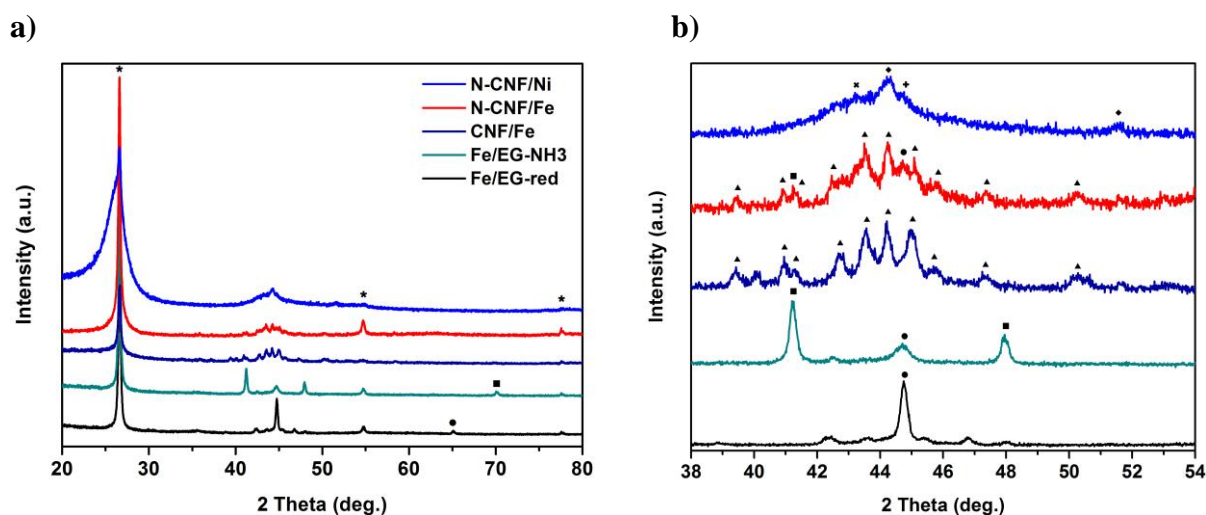 a)
b)
N-CNF/Ni
N-CNF/Fe
CNF/Fe
Fe/EG-NH3
Fe/EG-red
Intensity (a.u.)
20 30 40 50 60 70 80
2 Theta (deg.)
Intensity (a.u.)
38 40 42 44 46 48 50 52 54
2 Theta (deg.)